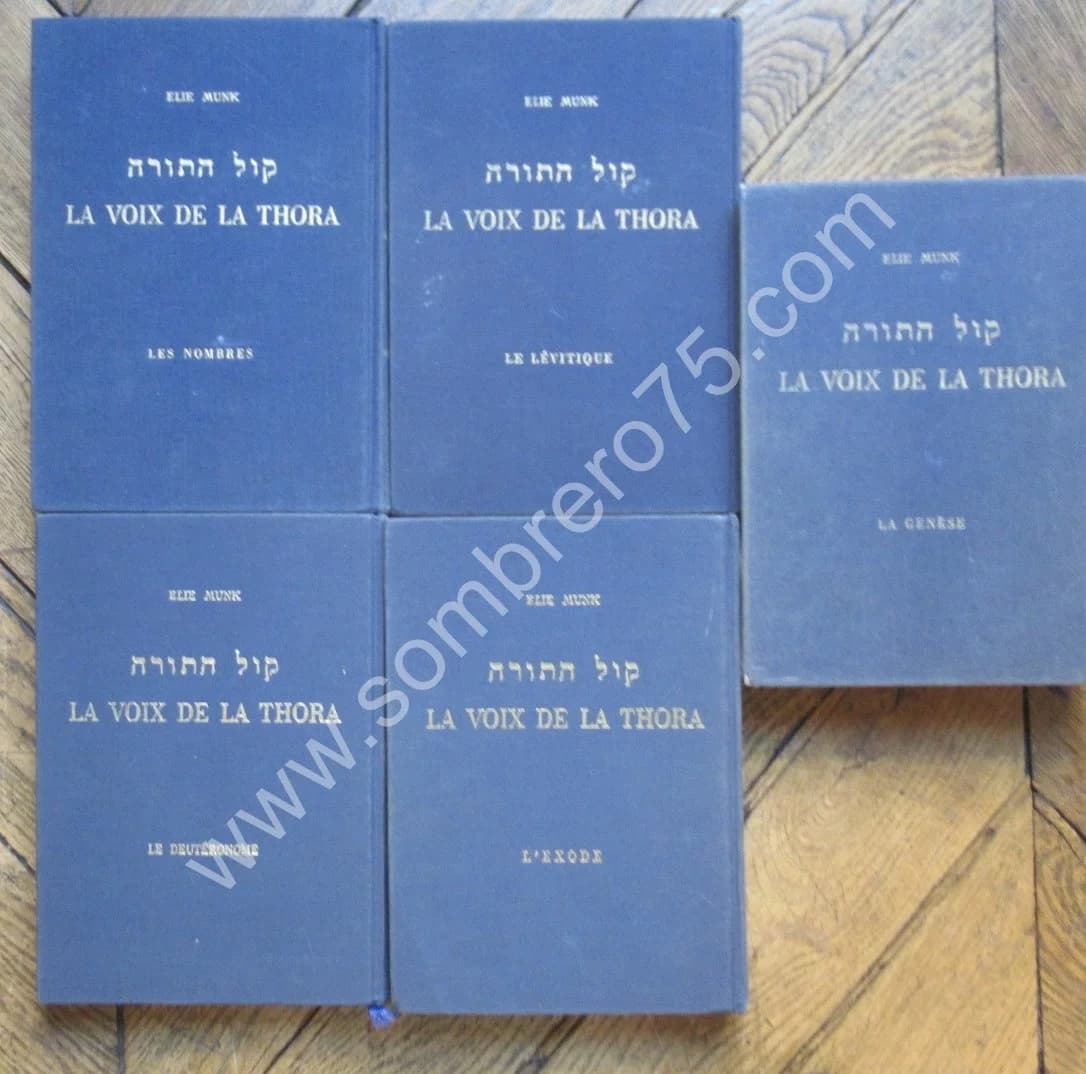 ELIE MUNK
קול התורה
LA VOIX DE LA THORA
LES NOMBRES
ELIE MUNK
קול התורה
LA VOIX DE LA THORA
LE LÉVITIQUE
ELIE MUNK
קול התורה
LA VOIX DE LA THORA
LA GENÈSE
ELIE MUNK
קול התורה
LA VOIX DE LA THORA
LE DEUTÉRONOME
ELIE MUNK
קול התורה
LA VOIX DE LA THORA
L'EXODE
www.sombrero75.com